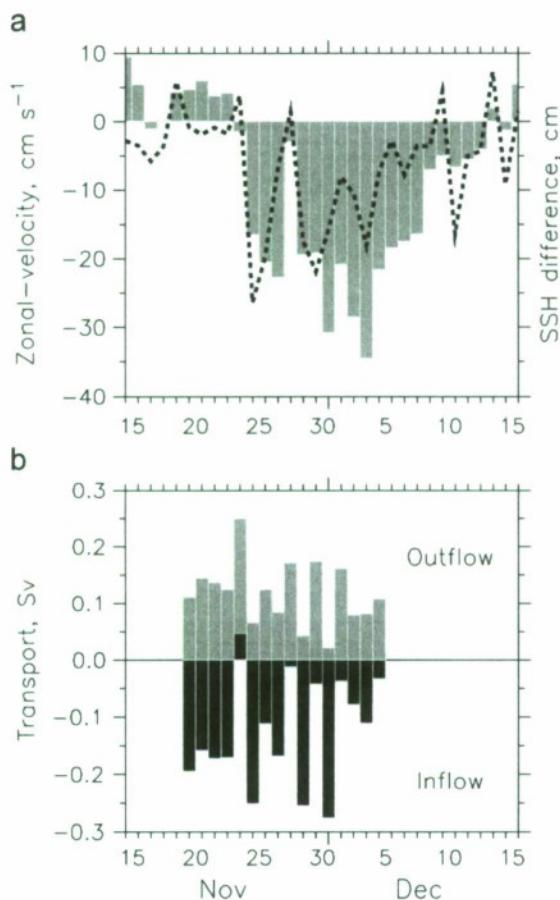 a
10
0
-10
-20
-30
-40
Zonal-velocity, cm s⁻¹
SSH difference, cm
15 20 25 30 5 10 15
b
0.3
0.2
0.1
0.0
-0.1
-0.2
-0.3
Transport, Sv
Outflow
Inflow
15 20 25 30 5 10 15
Nov Dec